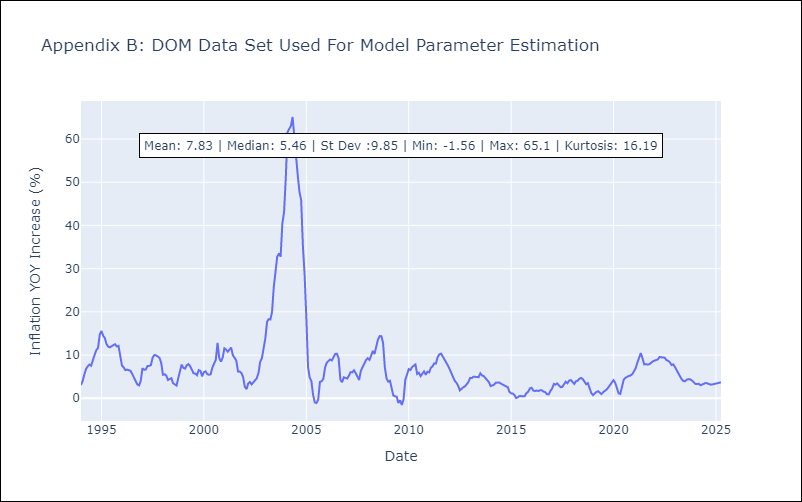 Appendix B: DOM Data Set Used For Model Parameter Estimation
Mean: 7.83 | Median: 5.46 | St Dev :9.85 | Min: -1.56 | Max: 65.1 | Kurtosis: 16.19
Inflation YOY Increase (%)
60
50
40
30
20
10
0
1995 2000 2005 2010 2015 2020 2025
Date